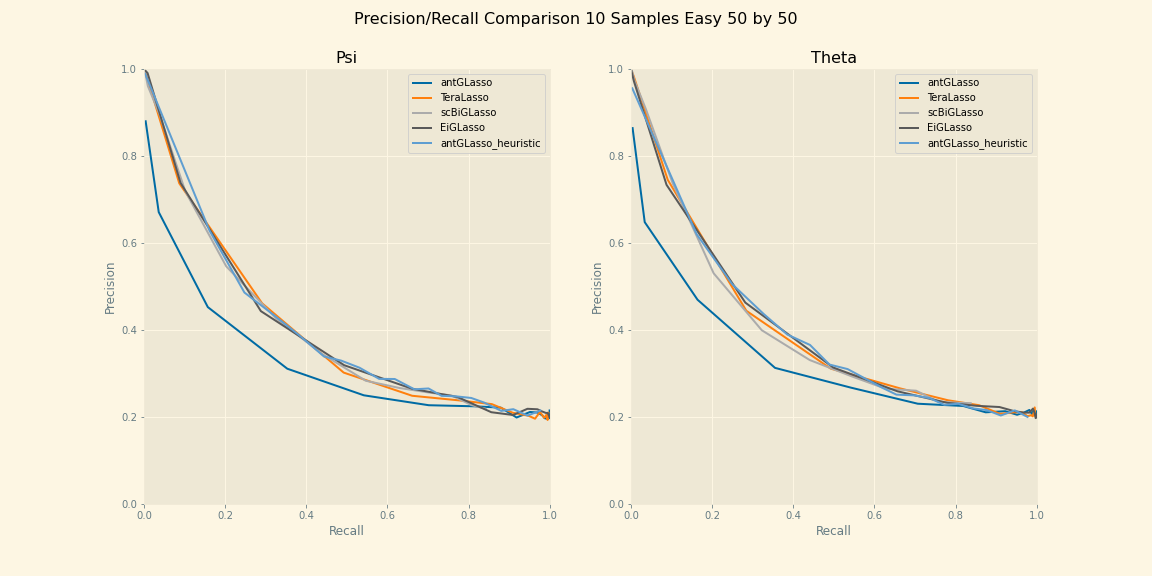 Precision/Recall Comparison 10 Samples Easy 50 by 50
Psi
1.0
0.8
0.6
0.4
0.2
0.0
Precision
0.0 0.2 0.4 0.6 0.8 1.0
Recall
antGLasso
TeraLasso
scBiGLasso
EiGLasso
antGLasso_heuristic
Theta
1.0
0.8
0.6
0.4
0.2
0.0
Precision
0.0 0.2 0.4 0.6 0.8 1.0
Recall
antGLasso
TeraLasso
scBiGLasso
EiGLasso
antGLasso_heuristic